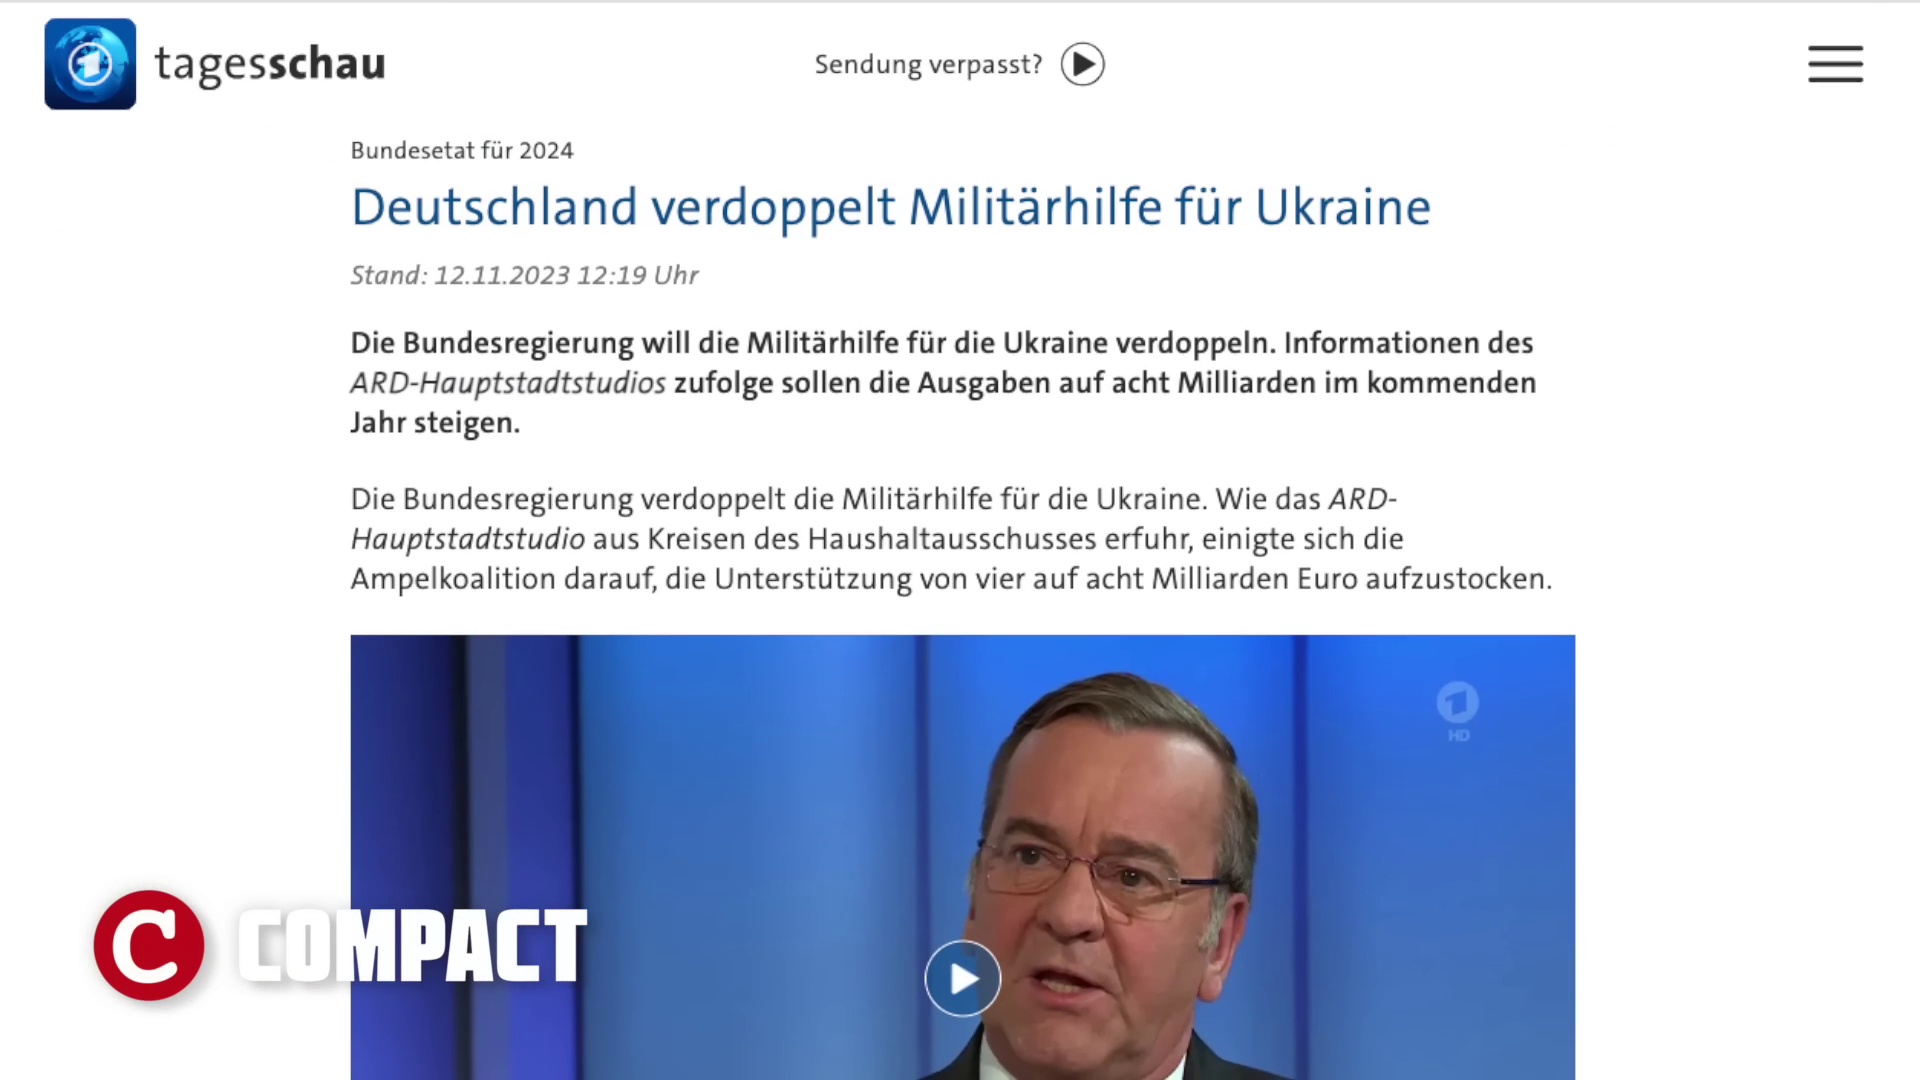 tagesschau
Sendung verpasst?
Bundesetat für 2024
Deutschland verdoppelt Militärhilfe für Ukraine
Stand: 12.11.2023 12:19 Uhr
Die Bundesregierung will die Militärhilfe für die Ukraine verdoppeln. Informationen des
ARD-Hauptstadtstudios zufolge sollen die Ausgaben auf acht Milliarden im kommenden
Jahr steigen.
Die Bundesregierung verdoppelt die Militärhilfe für die Ukraine. Wie das ARD-
Hauptstadtstudio aus Kreisen des Haushaltausschusses erfuhr, einigte sich die
Ampelkoalition darauf, die Unterstützung von vier auf acht Milliarden Euro aufzustocken.
1
HD
C COMPACT